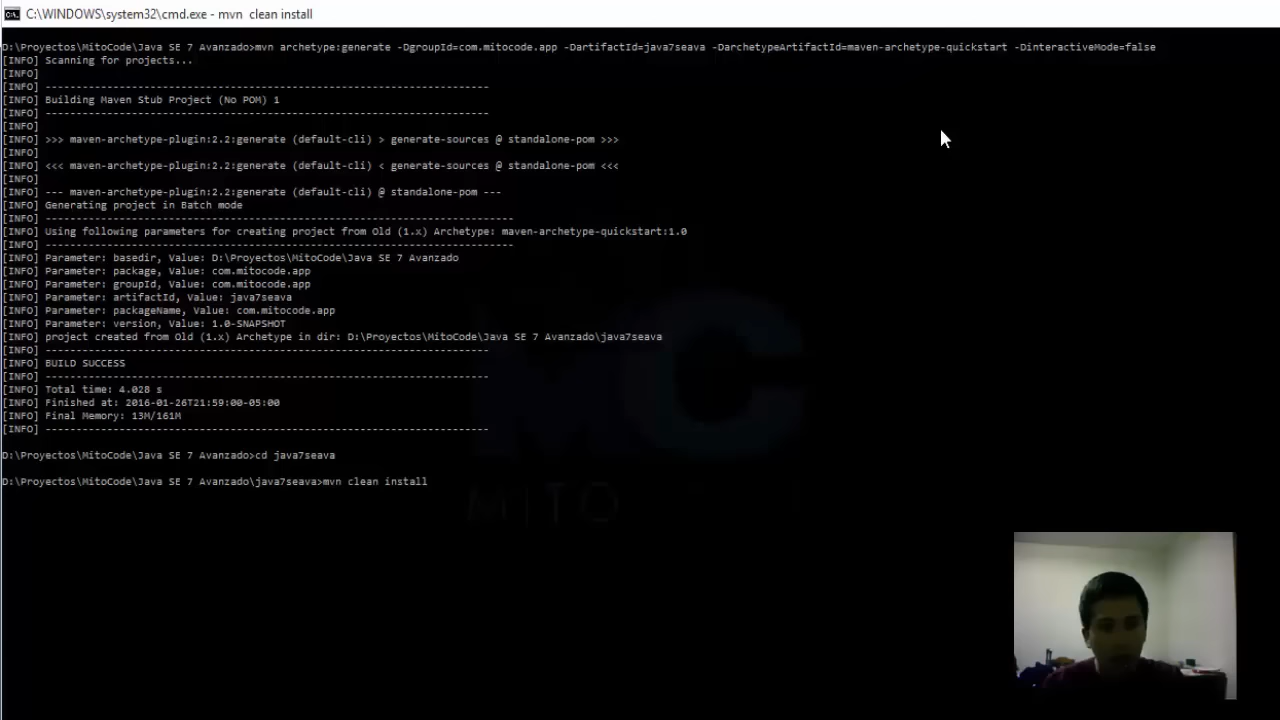 C:\WINDOWS\system32\cmd.exe - mvn  clean install
D:\Proyectos\MitoCode\Java SE 7 Avanzado>mvn archetype:generate -DgroupId=com.mitocode.app -DartifactId=java7seava -DarchetypeArtifactId=maven-archetype-quickstart -DinteractiveMode=false
[INFO] Scanning for projects...
[INFO]
[INFO] ------------------------------------------------------------------------
[INFO] Building Maven Stub Project (No POM) 1
[INFO] ------------------------------------------------------------------------
[INFO]
[INFO] >>> maven-archetype-plugin:2.2:generate (default-cli) > generate-sources @ standalone-pom >>>
[INFO]
[INFO] <<< maven-archetype-plugin:2.2:generate (default-cli) < generate-sources @ standalone-pom <<<
[INFO]
[INFO] --- maven-archetype-plugin:2.2:generate (default-cli) @ standalone-pom ---
[INFO] Generating project in Batch mode
[INFO] ----------------------------------------------------------------------------
[INFO] Using following parameters for creating project from Old (1.x) Archetype: maven-archetype-quickstart:1.0
[INFO] ----------------------------------------------------------------------------
[INFO] Parameter: basedir, Value: D:\Proyectos\MitoCode\Java SE 7 Avanzado
[INFO] Parameter: package, Value: com.mitocode.app
[INFO] Parameter: groupId, Value: com.mitocode.app
[INFO] Parameter: artifactId, Value: java7seava
[INFO] Parameter: packageName, Value: com.mitocode.app
[INFO] Parameter: version, Value: 1.0-SNAPSHOT
[INFO] project created from Old (1.x) Archetype in dir: D:\Proyectos\MitoCode\Java SE 7 Avanzado\java7seava
[INFO] ------------------------------------------------------------------------
[INFO] BUILD SUCCESS
[INFO] ------------------------------------------------------------------------
[INFO] Total time: 4.028 s
[INFO] Finished at: 2016-01-26T21:59:00-05:00
[INFO] Final Memory: 13M/161M
[INFO] ------------------------------------------------------------------------
D:\Proyectos\MitoCode\Java SE 7 Avanzado>cd java7seava
D:\Proyectos\MitoCode\Java SE 7 Avanzado\java7seava>mvn clean install
MC
MITO